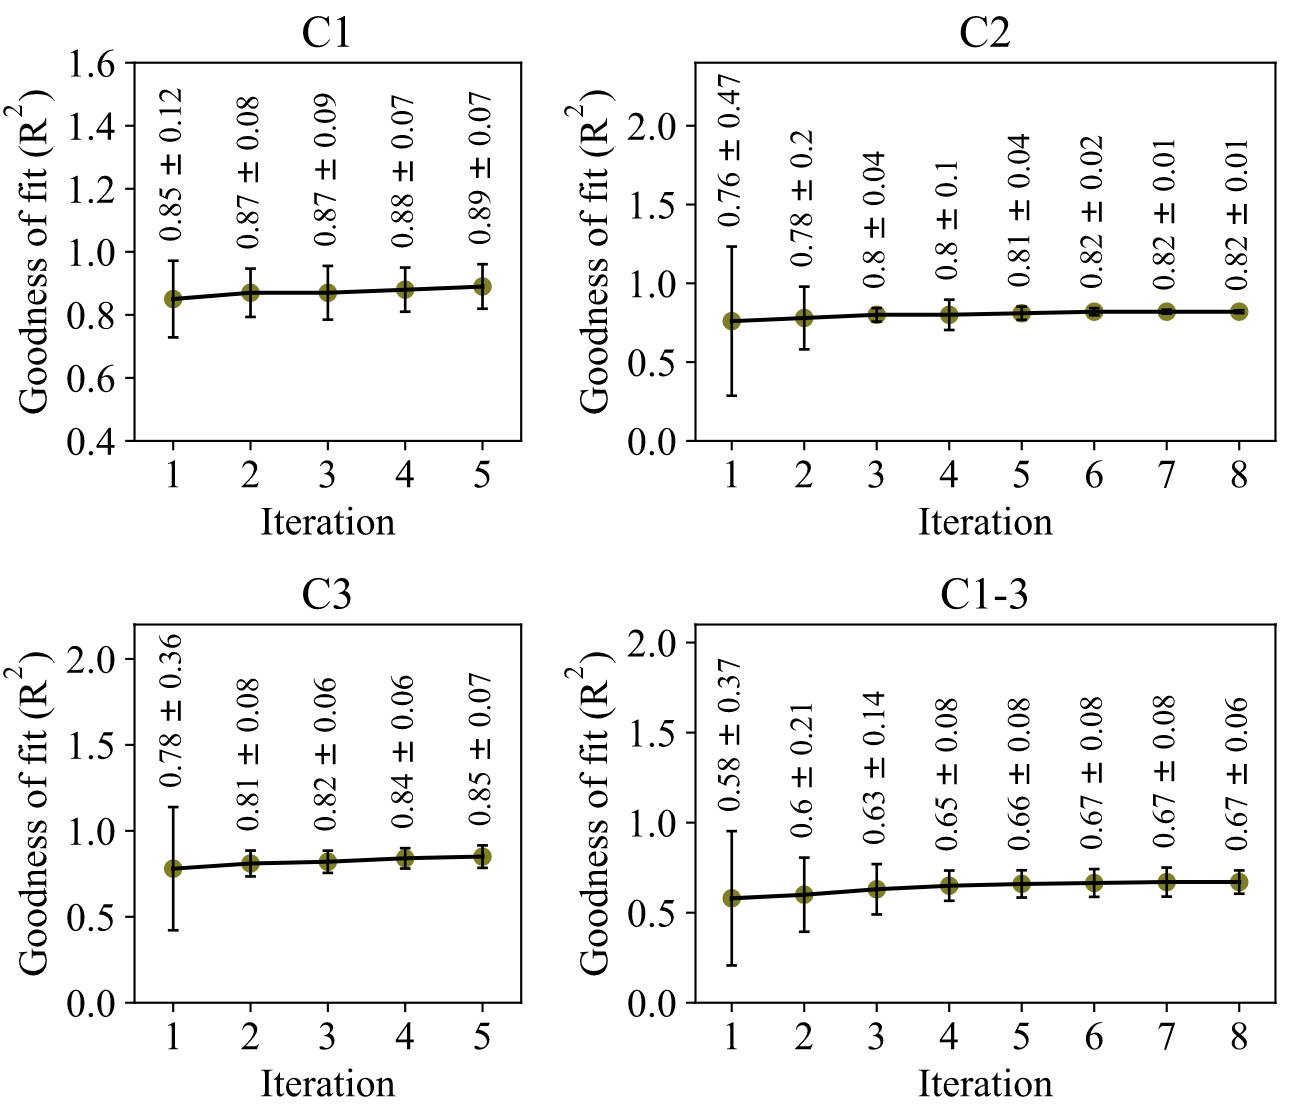 C1
Goodness of fit (R²)
1.6
1.4
1.2
1.0
0.8
0.6
0.4
0.85 ± 0.12
0.87 ± 0.08
0.87 ± 0.09
0.88 ± 0.07
0.89 ± 0.07
1 2 3 4 5
Iteration
C2
Goodness of fit (R²)
2.0
1.5
1.0
0.5
0.0
0.76 ± 0.47
0.78 ± 0.2
0.8 ± 0.04
0.8 ± 0.1
0.81 ± 0.04
0.82 ± 0.02
0.82 ± 0.01
0.82 ± 0.01
1 2 3 4 5 6 7 8
Iteration
C3
Goodness of fit (R²)
2.0
1.5
1.0
0.5
0.0
0.78 ± 0.36
0.81 ± 0.08
0.82 ± 0.06
0.84 ± 0.06
0.85 ± 0.07
1 2 3 4 5
Iteration
C1-3
Goodness of fit (R²)
2.0
1.5
1.0
0.5
0.0
0.58 ± 0.37
0.6 ± 0.21
0.63 ± 0.14
0.65 ± 0.08
0.66 ± 0.08
0.67 ± 0.08
0.67 ± 0.08
0.67 ± 0.06
1 2 3 4 5 6 7 8
Iteration